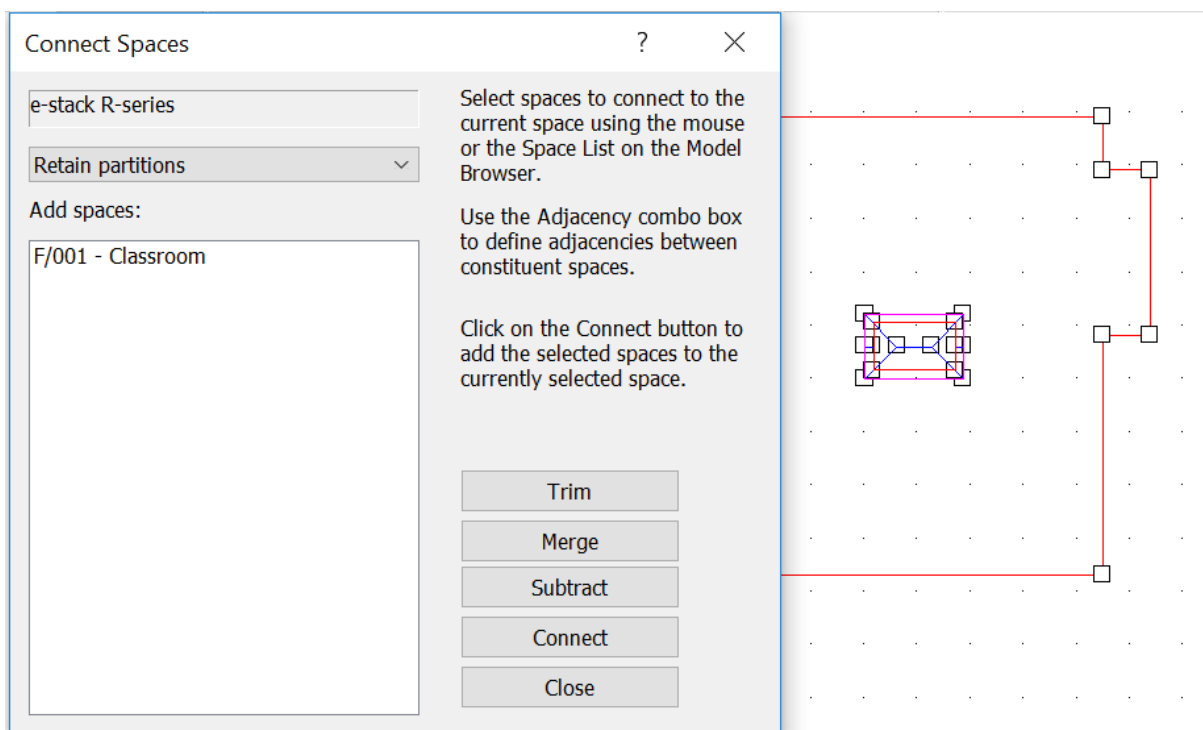 Connect Spaces
?
e-stack R-series
Retain partitions
Add spaces:
F/001 - Classroom
Select spaces to connect to the
current space using the mouse
or the Space List on the Model
Browser.
Use the Adjacency combo box
to define adjacencies between
constituent spaces.
Click on the Connect button to
add the selected spaces to the
currently selected space.
Trim
Merge
Subtract
Connect
Close